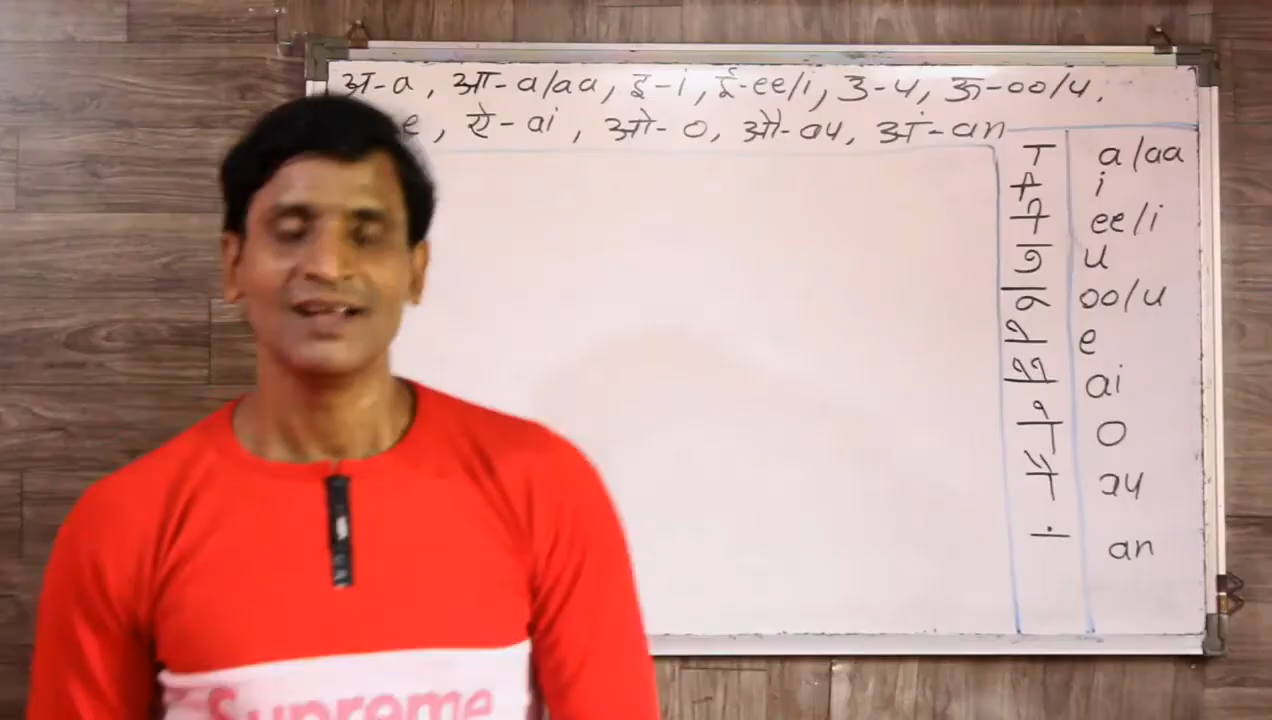 अ-a, आ-a/aa, इ-i, ई-ee/i, उ-u, ऊ-oo/u,
e, ऐ-ai, ओ-o, औ-au, अं-an
ा a/aa
ि i
ी ee/i
ु u
ू oo/u
े e
ै ai
ो o
ौ au
ं an
Supreme